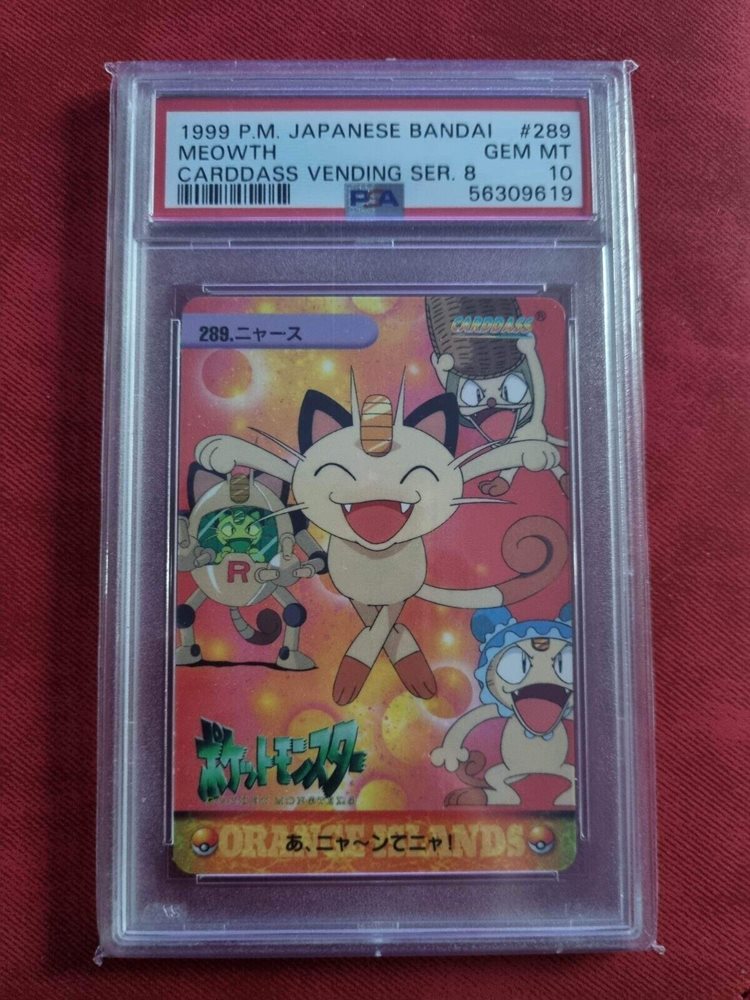 1999 P.M. JAPANESE BANDAI #289
MEOWTH GEM MT
CARDDASS VENDING SER. 8 10
PSA 56309619
289.ニャース
CARDDASS®
R
ポケットモンスター
POCKET MONSTERS
ORANGE ISLANDS
あ、ニャ〜ンてニャ!